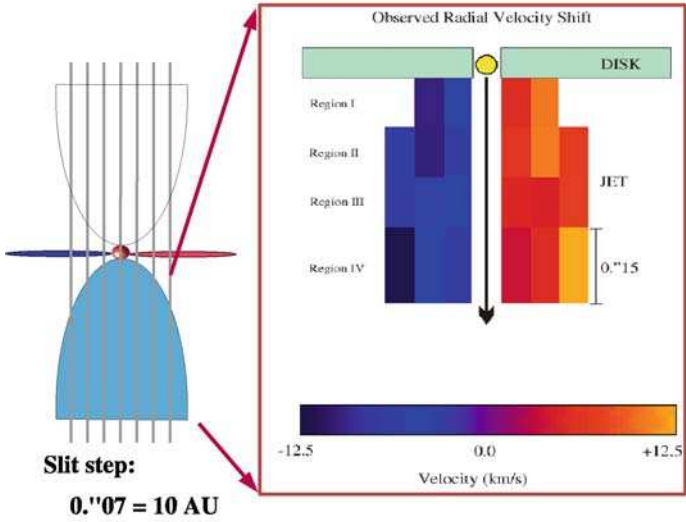 Observed Radial Velocity Shift
DISK
Region I
Region II
Region III
Region IV
JET
0."15
-12.5
0.0
+12.5
Velocity (km/s)
Slit step:
0."07 = 10 AU